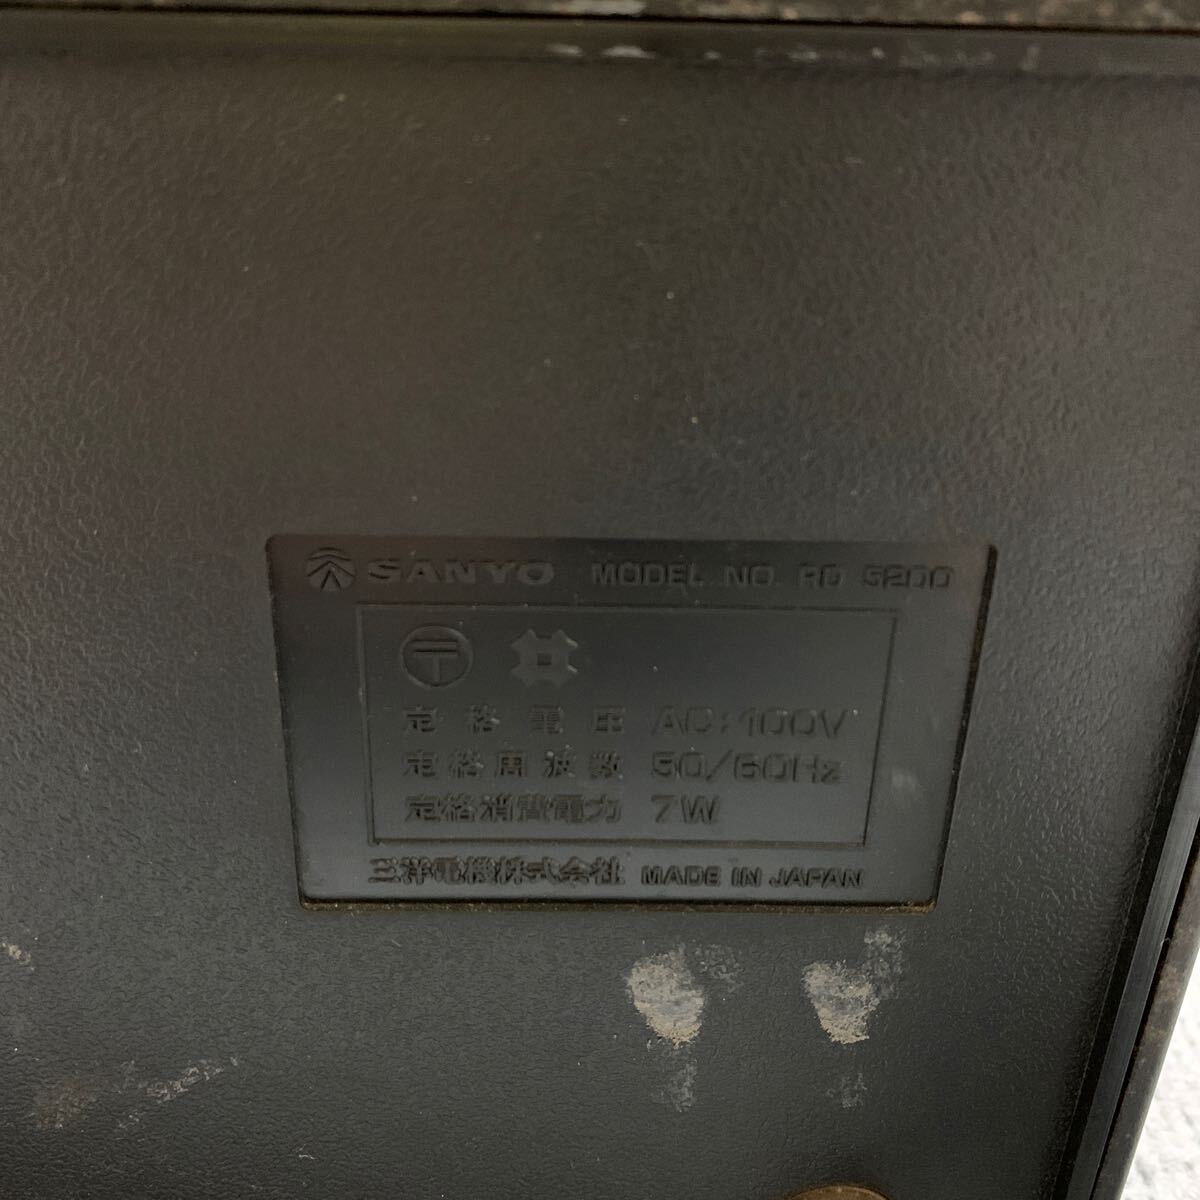 SANYO MODEL NO. RD 5200
〒
定格電圧 AC:100V
定格周波数 50/60Hz
定格消費電力 7W
三洋電機株式会社 MADE IN JAPAN